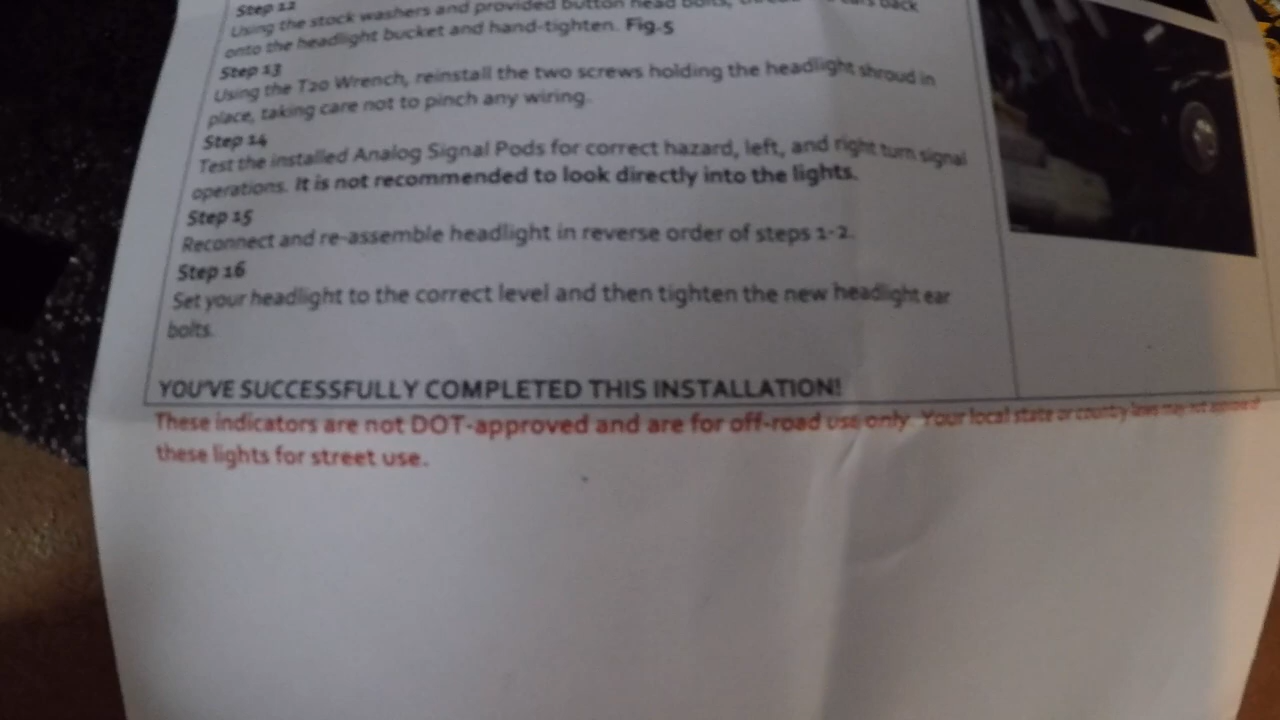 Step 12
Using the stock washers and provided button head bolts, back
onto the headlight bucket and hand-tighten. Fig.5
Step 13
Using the T20 Wrench, reinstall the two screws holding the headlight shroud in
place, taking care not to pinch any wiring.
Step 14
Test the installed Analog Signal Pods for correct hazard, left, and right turn signal
operations. It is not recommended to look directly into the lights.
Step 15
Reconnect and re-assemble headlight in reverse order of steps 1-2.
Step 16
Set your headlight to the correct level and then tighten the new headlight ear
bolts.
YOU'VE SUCCESSFULLY COMPLETED THIS INSTALLATION!
These indicators are not DOT-approved and are for off-road use only. Your local state or country laws may not
these lights for street use.